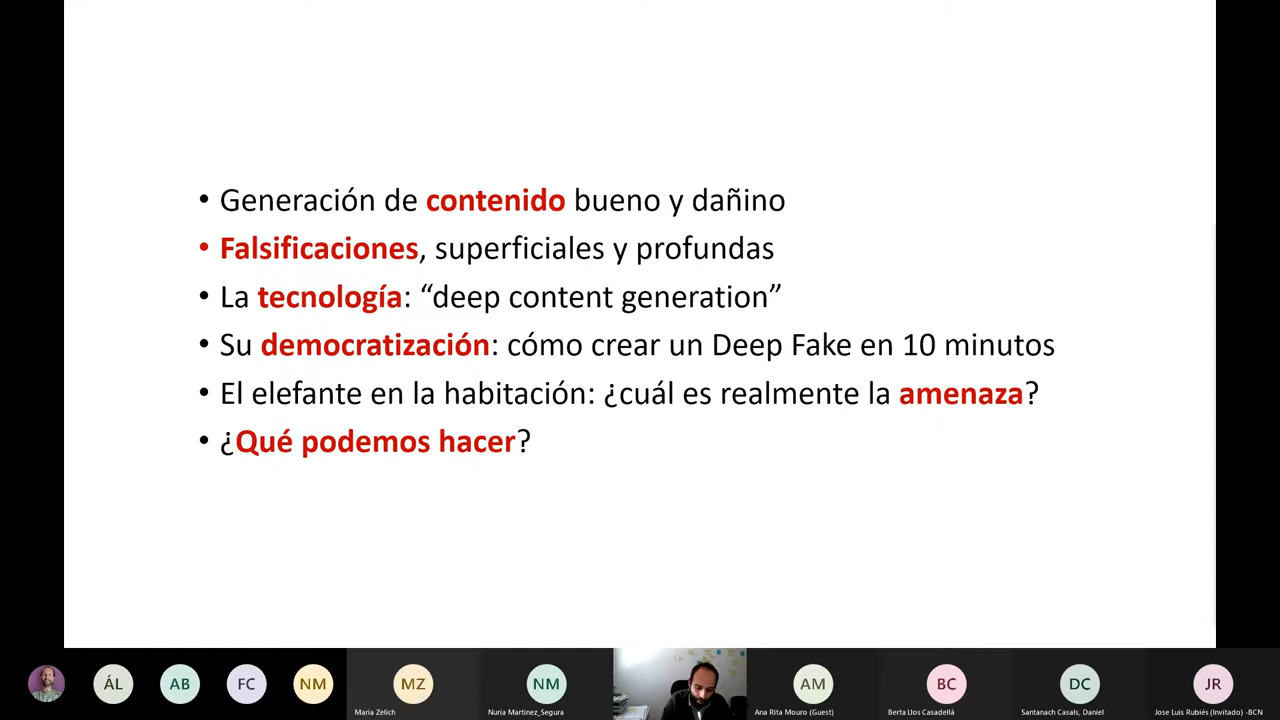 • Generación de contenido bueno y dañino
• Falsificaciones, superficiales y profundas
• La tecnología: “deep content generation”
• Su democratización: cómo crear un Deep Fake en 10 minutos
• El elefante en la habitación: ¿cuál es realmente la amenaza?
• ¿Qué podemos hacer?
ÁL AB FC NM MZ NM AM BC DC JR
Maria Zelich Nuria Martinez_Segura Ana Rita Mouro (Guest) Berta Llos Casadellà Santanach Casals, Daniel Jose Luis Rubiés (Invitado) -BCN